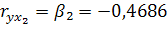 r_{yx_2} = β_2 = −0,4686